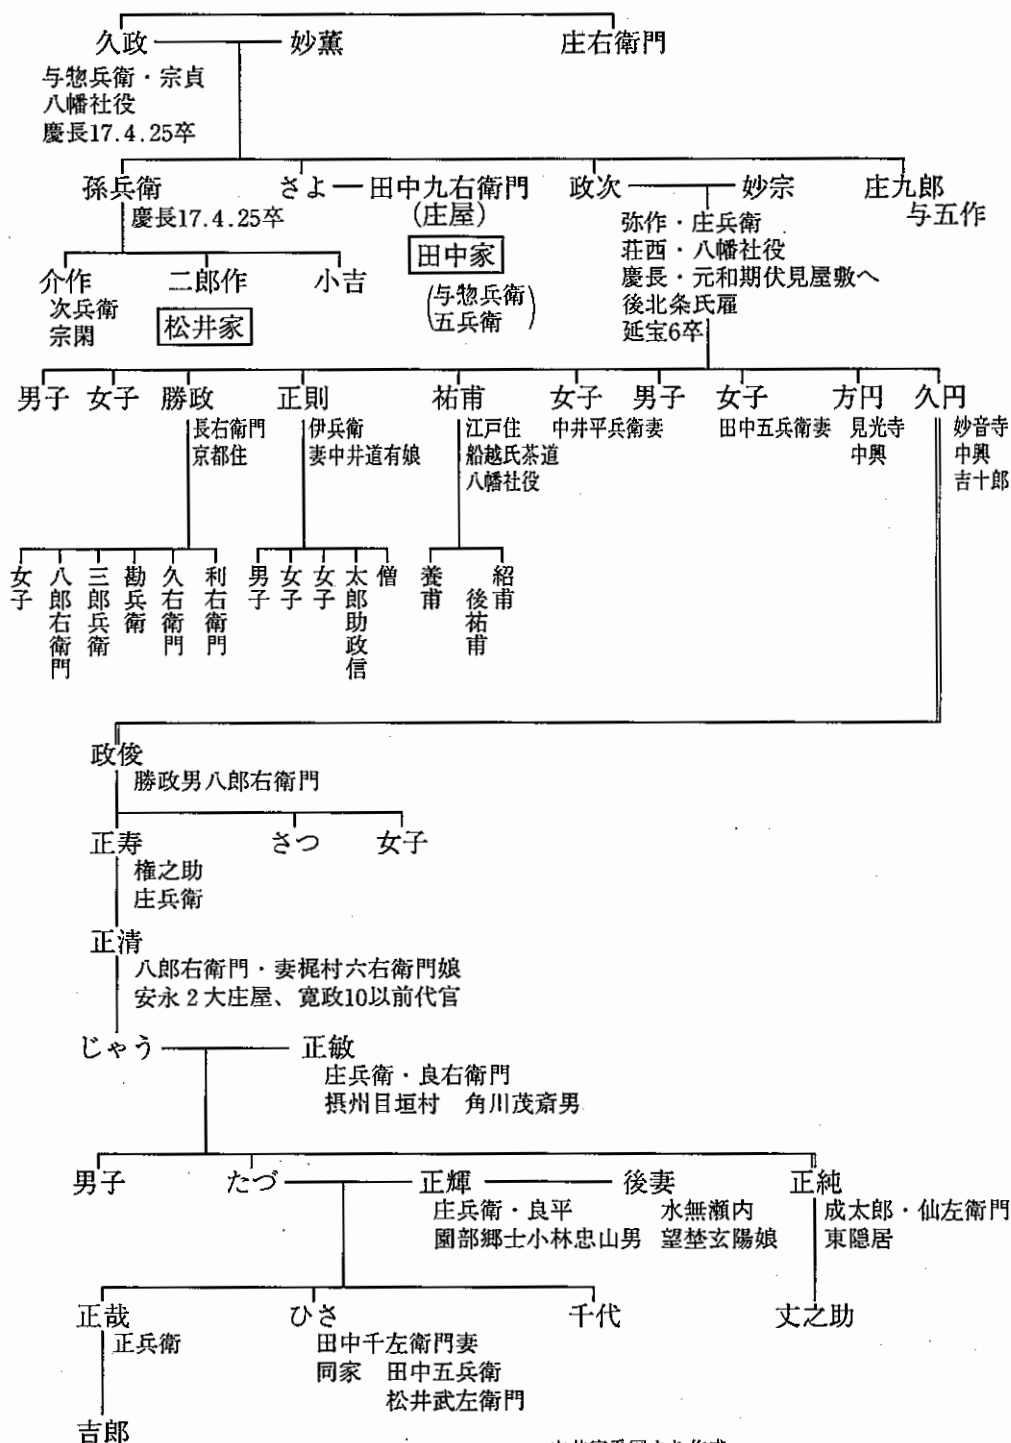 久政 妙薫 庄右衛門
与惣兵衛・宗貞
八幡社役
慶長17.4.25卒
孫兵衛 さよ 田中九右衛門 政次 妙宗 庄九郎
慶長17.4.25卒 (庄屋) 与五作
田中家
(与惣兵衛
五兵衛)
弥作・庄兵衛
荘西・八幡社役
慶長・元和期伏見屋敷へ
後北条氏雇
延宝6卒
介作 二郎作 小吉
次兵衛
宗閑
松井家
男子 女子 勝政 正則 祐甫 女子 男子 女子 方円 久円
長右衛門
京都住
伊兵衛
妻中井道有娘
江戸住
船越氏茶道
八幡社役
中井平兵衛妻
田中五兵衛妻
見光寺
中興
妙音寺
中興
吉十郎
女子
八郎右衛門
三郎兵衛
勘兵衛
久右衛門
利右衛門
男子
女子
女子
太郎助政信
僧
養甫
紹甫
後祐甫
政俊
勝政男八郎右衛門
正寿 さつ 女子
権之助
庄兵衛
正清
八郎右衛門・妻梶村六右衛門娘
安永2大庄屋、寛政10以前代官
じゃう 正敏
庄兵衛・良右衛門
摂州目垣村 角川茂斎男
男子 たづ 正輝 後妻 正純
庄兵衛・良平
園部郷士小林忠山男
水無瀬内
望埜玄陽娘
成太郎・仙左衛門
東隠居
正哉 ひさ 千代 丈之助
正兵衛
田中千左衛門妻
同家 田中五兵衛
松井武左衛門
吉郎